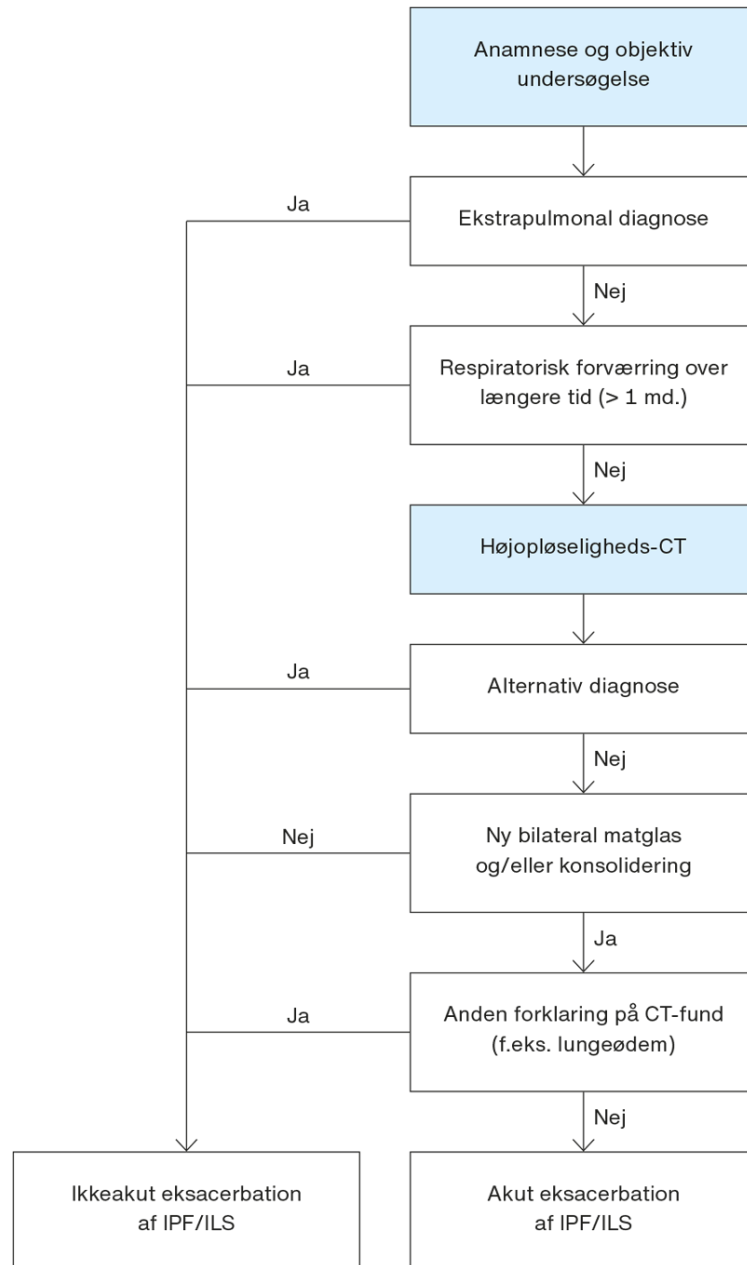 Anamnese og objektiv
undersøgelse
Ja
Ekstrapulmonal diagnose
Nej
Ja
Respiratorisk forværring over
længere tid (> 1 md.)
Nej
Højopløseligheds-CT
Ja
Alternativ diagnose
Nej
Nej
Ny bilateral matglas
og/eller konsolidering
Ja
Ja
Anden forklaring på CT-fund
(f.eks. lungeødem)
Nej
Ikkeakut eksacerbation
af IPF/ILS
Akut eksacerbation
af IPF/ILS